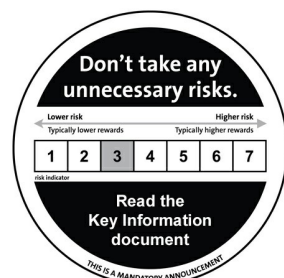 Don't take any
unnecessary risks.
Lower risk Higher risk
Typically lower rewards Typically higher rewards
1 2 3 4 5 6 7
risk indicator
Read the
Key Information
document
THIS IS A MANDATORY ANNOUNCEMENT